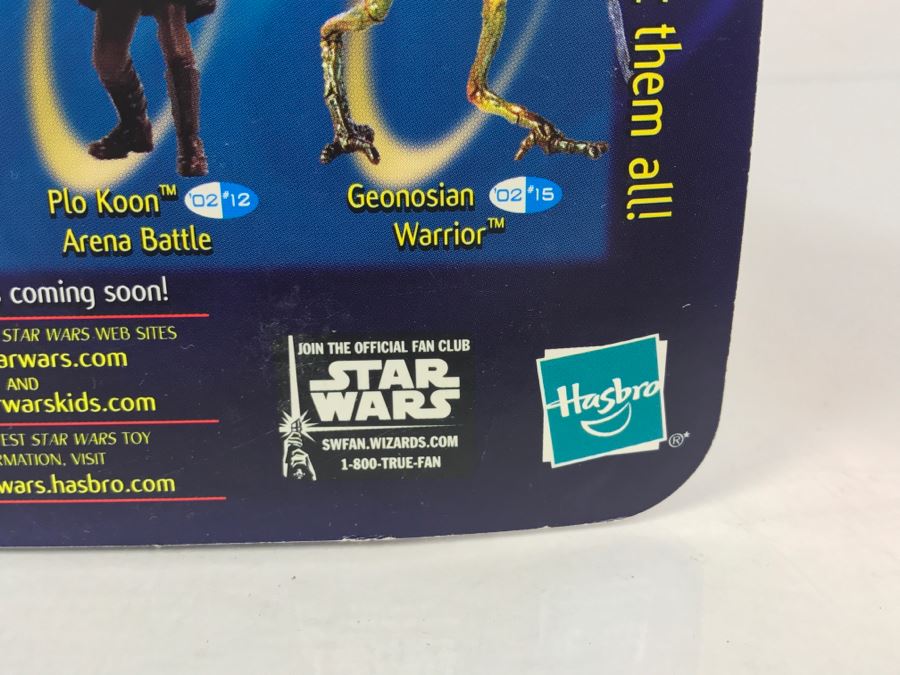 Plo Koon™ '02 #12
Arena Battle
Geonosian '02 #15
Warrior™
them all!
coming soon!
STAR WARS WEB SITES
arwars.com
AND
rwarskids.com
EST STAR WARS TOY
RMATION, VISIT
wars.hasbro.com
JOIN THE OFFICIAL FAN CLUB
STAR
WARS
SWFAN.WIZARDS.COM
1-800-TRUE-FAN
Hasbro
®*